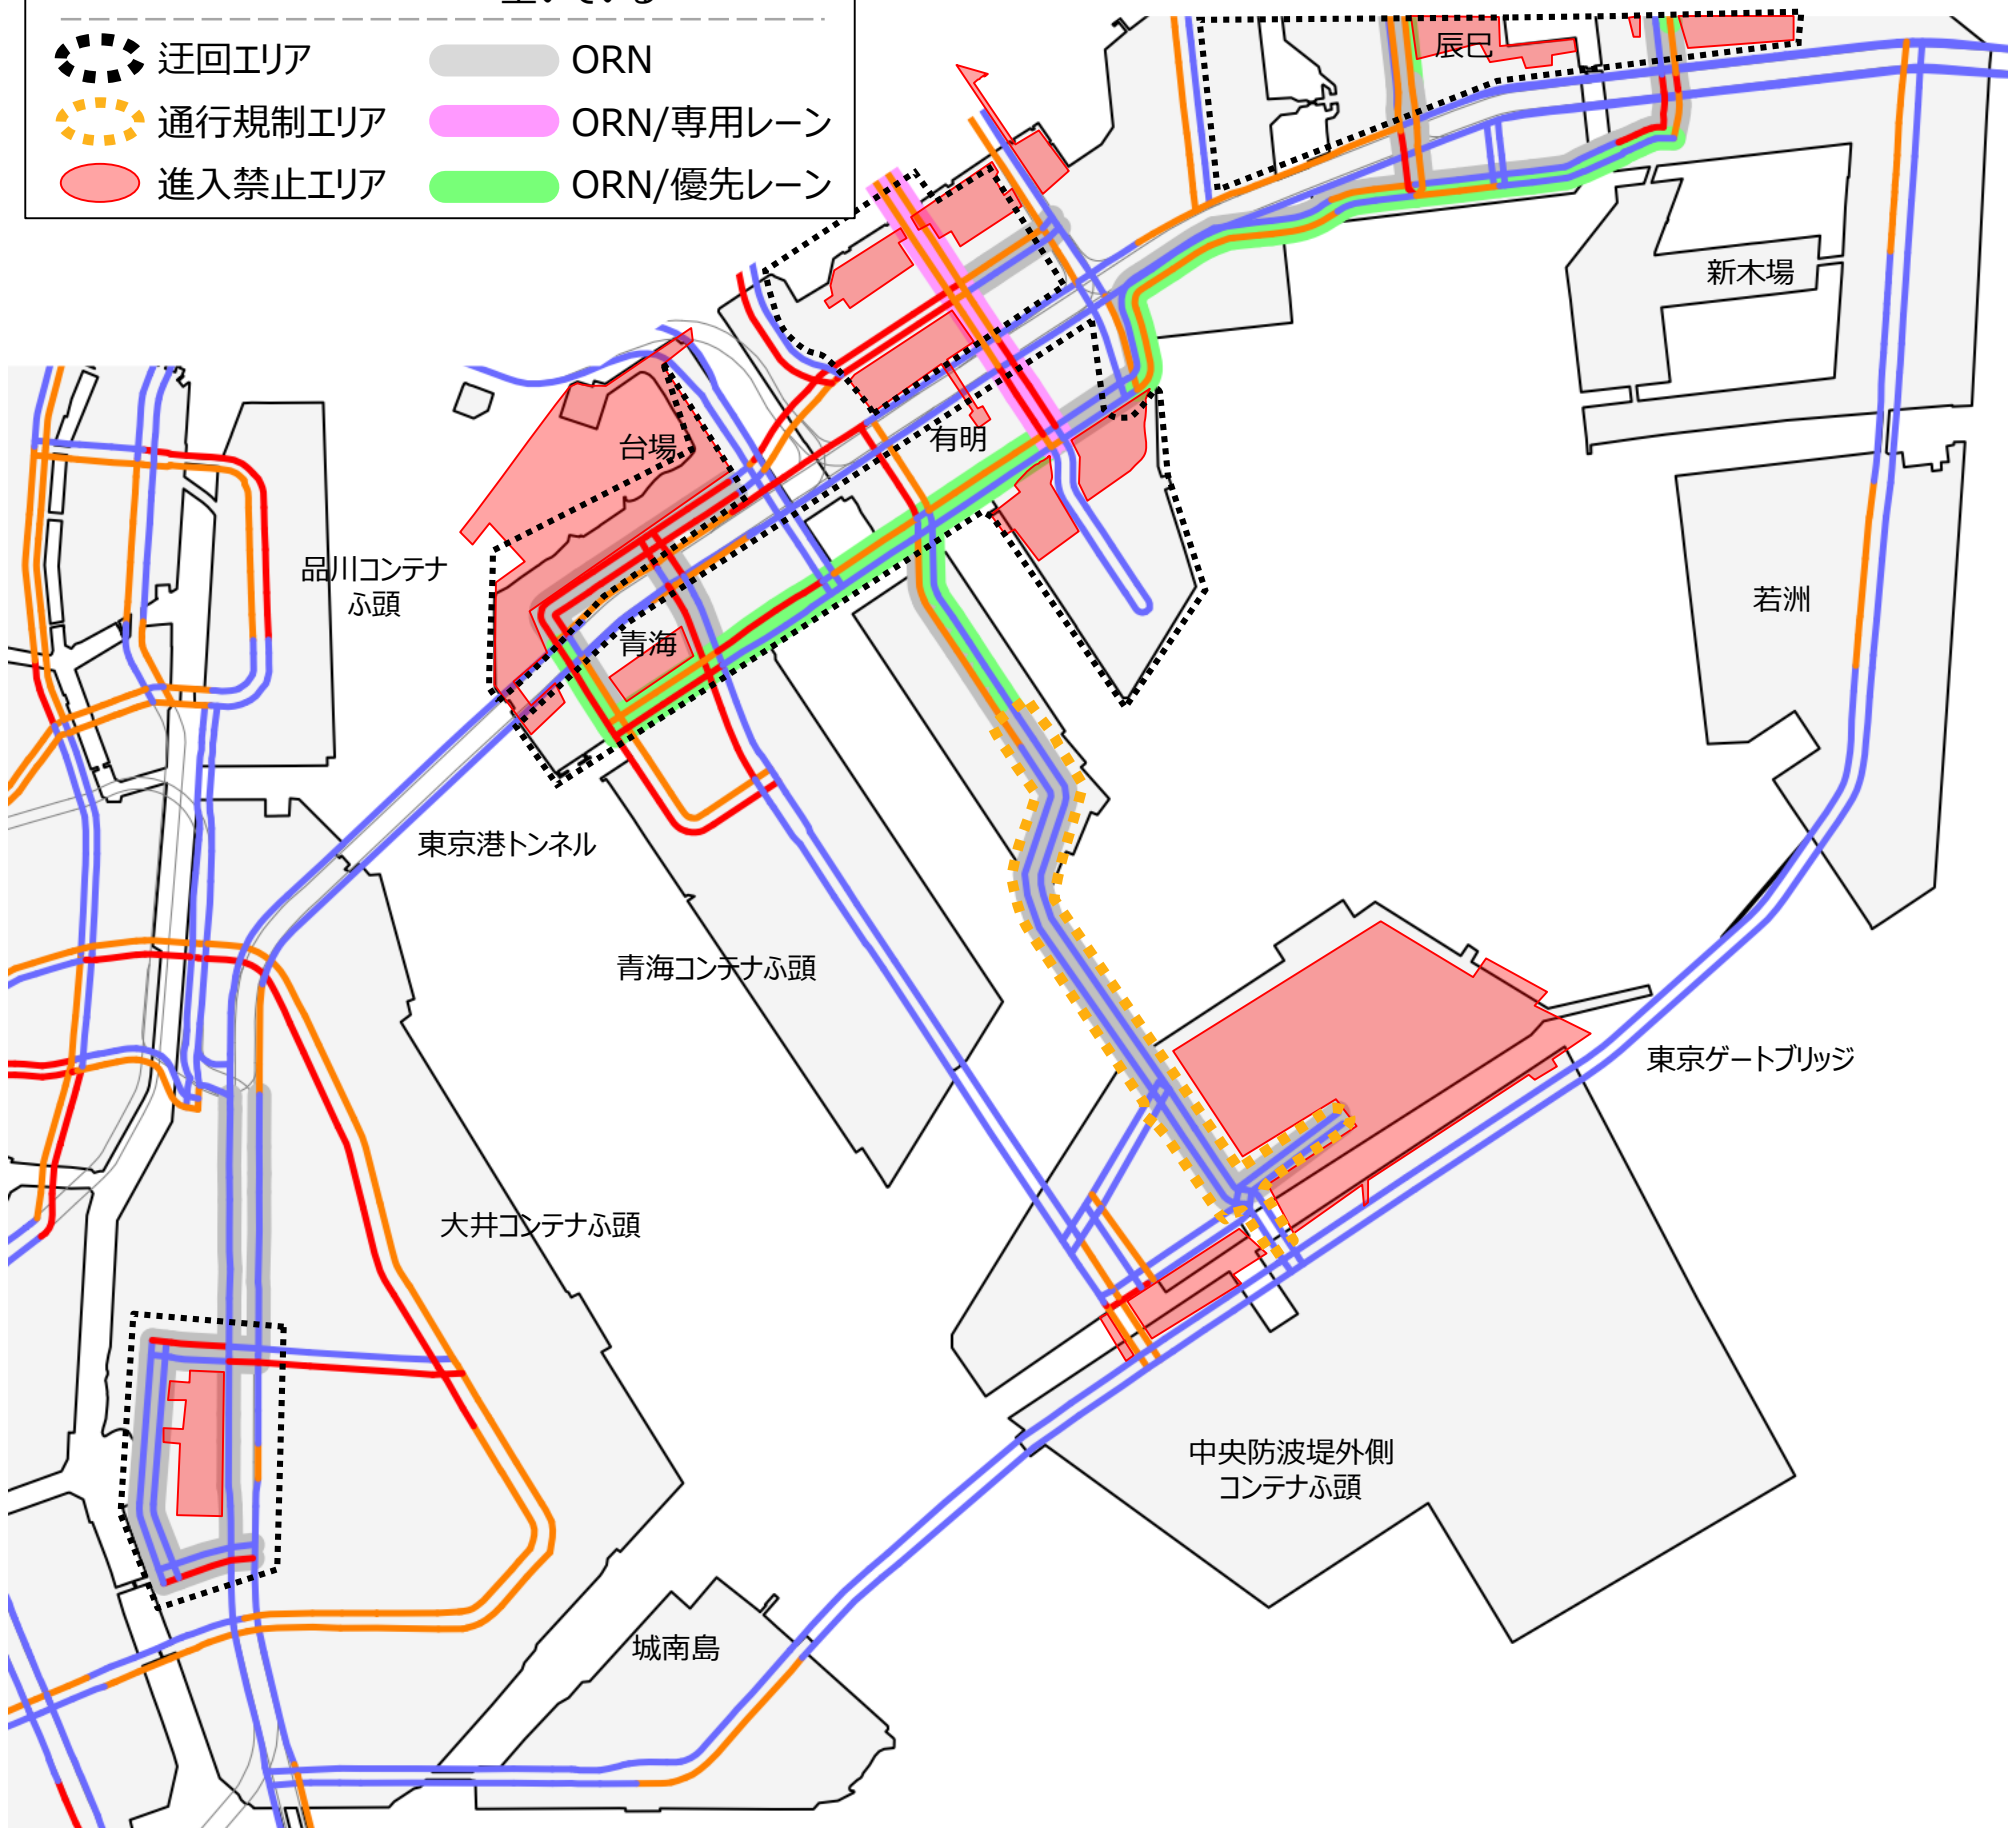 空いている
迂回エリア
ORN
通行規制エリア
ORN/専用レーン
進入禁止エリア
ORN/優先レーン
辰巳
新木場
台場
有明
品川コンテナ
ふ頭
若洲
青海
東京港トンネル
青海コンテナふ頭
東京ゲートブリッジ
大井コンテナふ頭
中央防波堤外側
コンテナふ頭
城南島